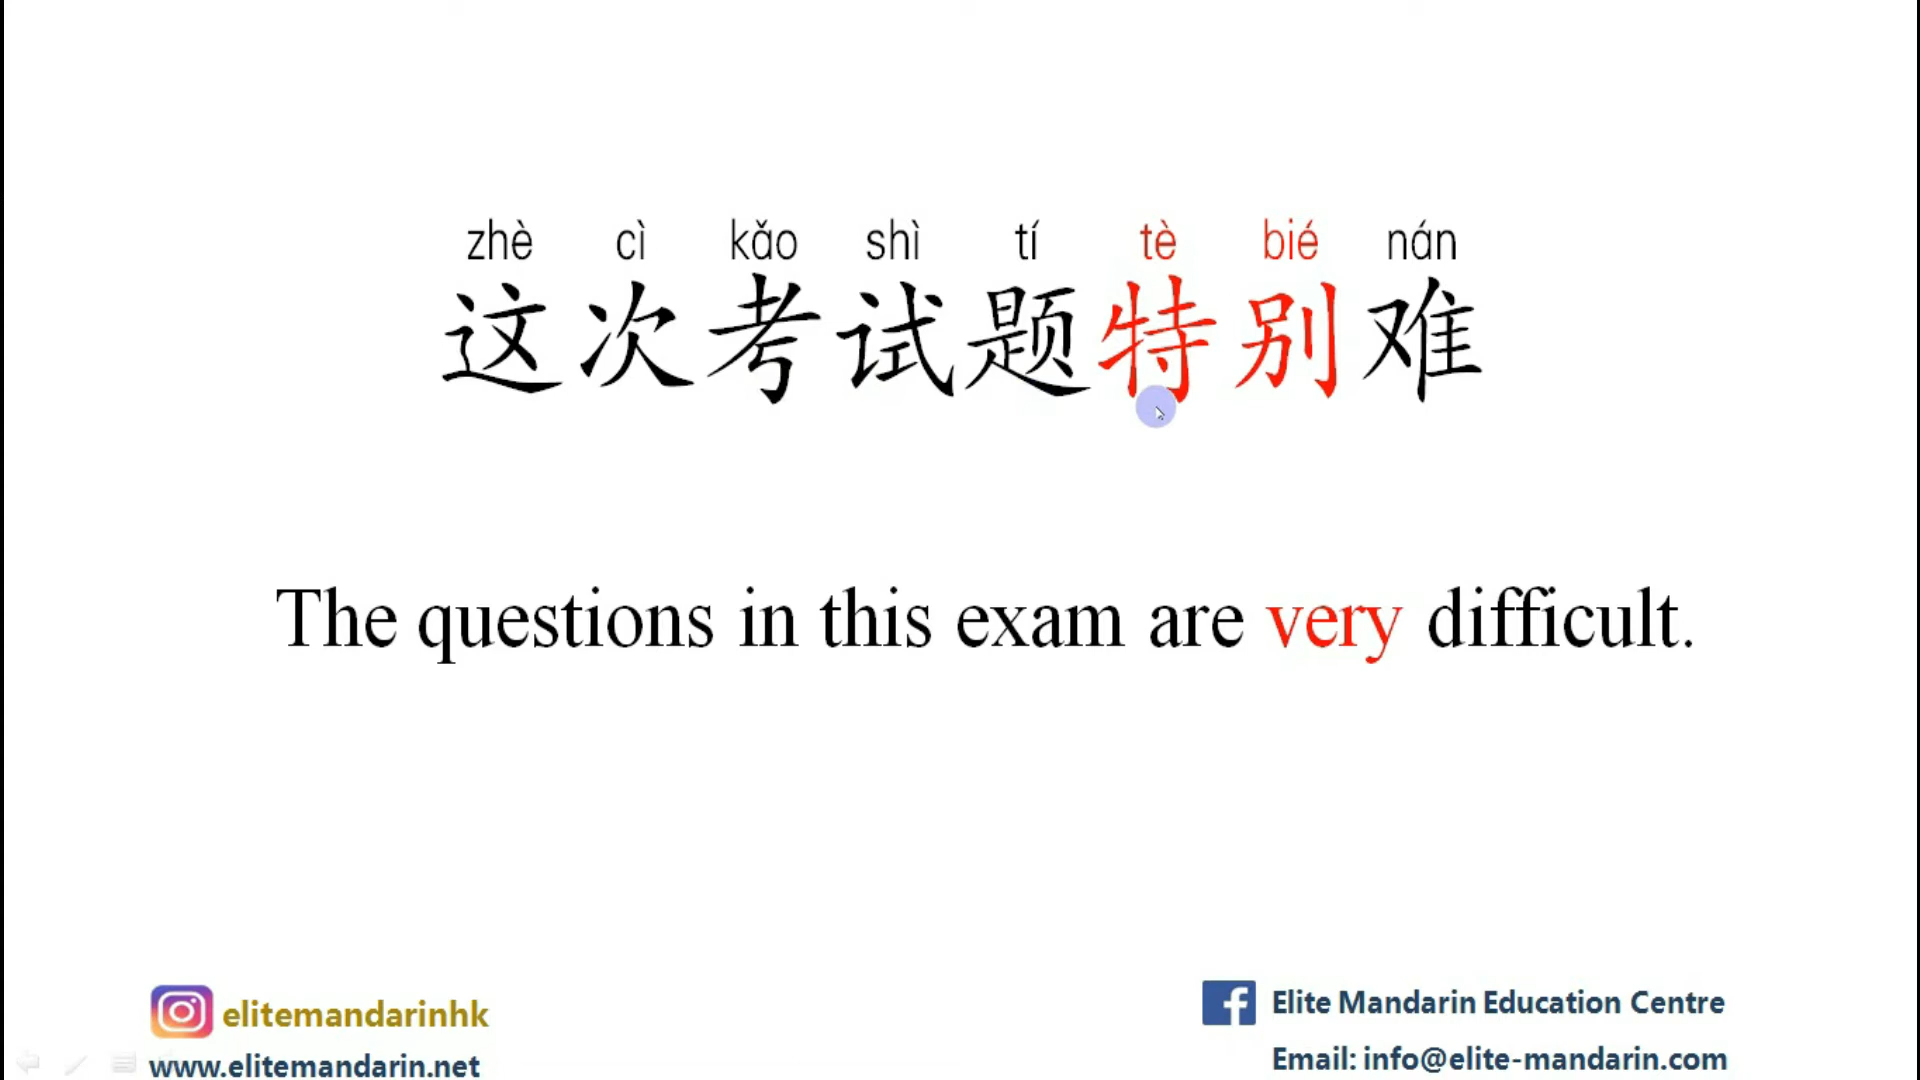 zhè cì kǎo shì tí tè bié nán
这次考试题特别难
The questions in this exam are very difficult.
elitemandarinhk
www.elitemandarin.net
Elite Mandarin Education Centre
Email: info@elite-mandarin.com